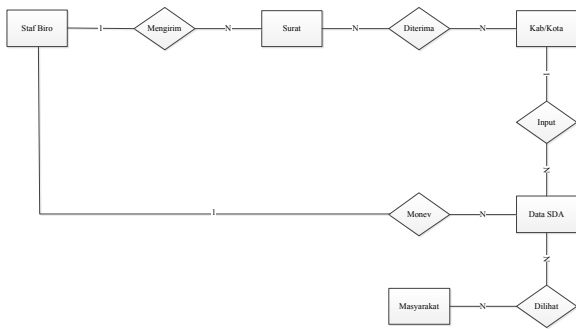 Staf Biro 1 Mengirim N Surat N Diterima N Kab/Kota
1
Input
N
1 Monev N Data SDA
N
Masyarakat N Dilihat